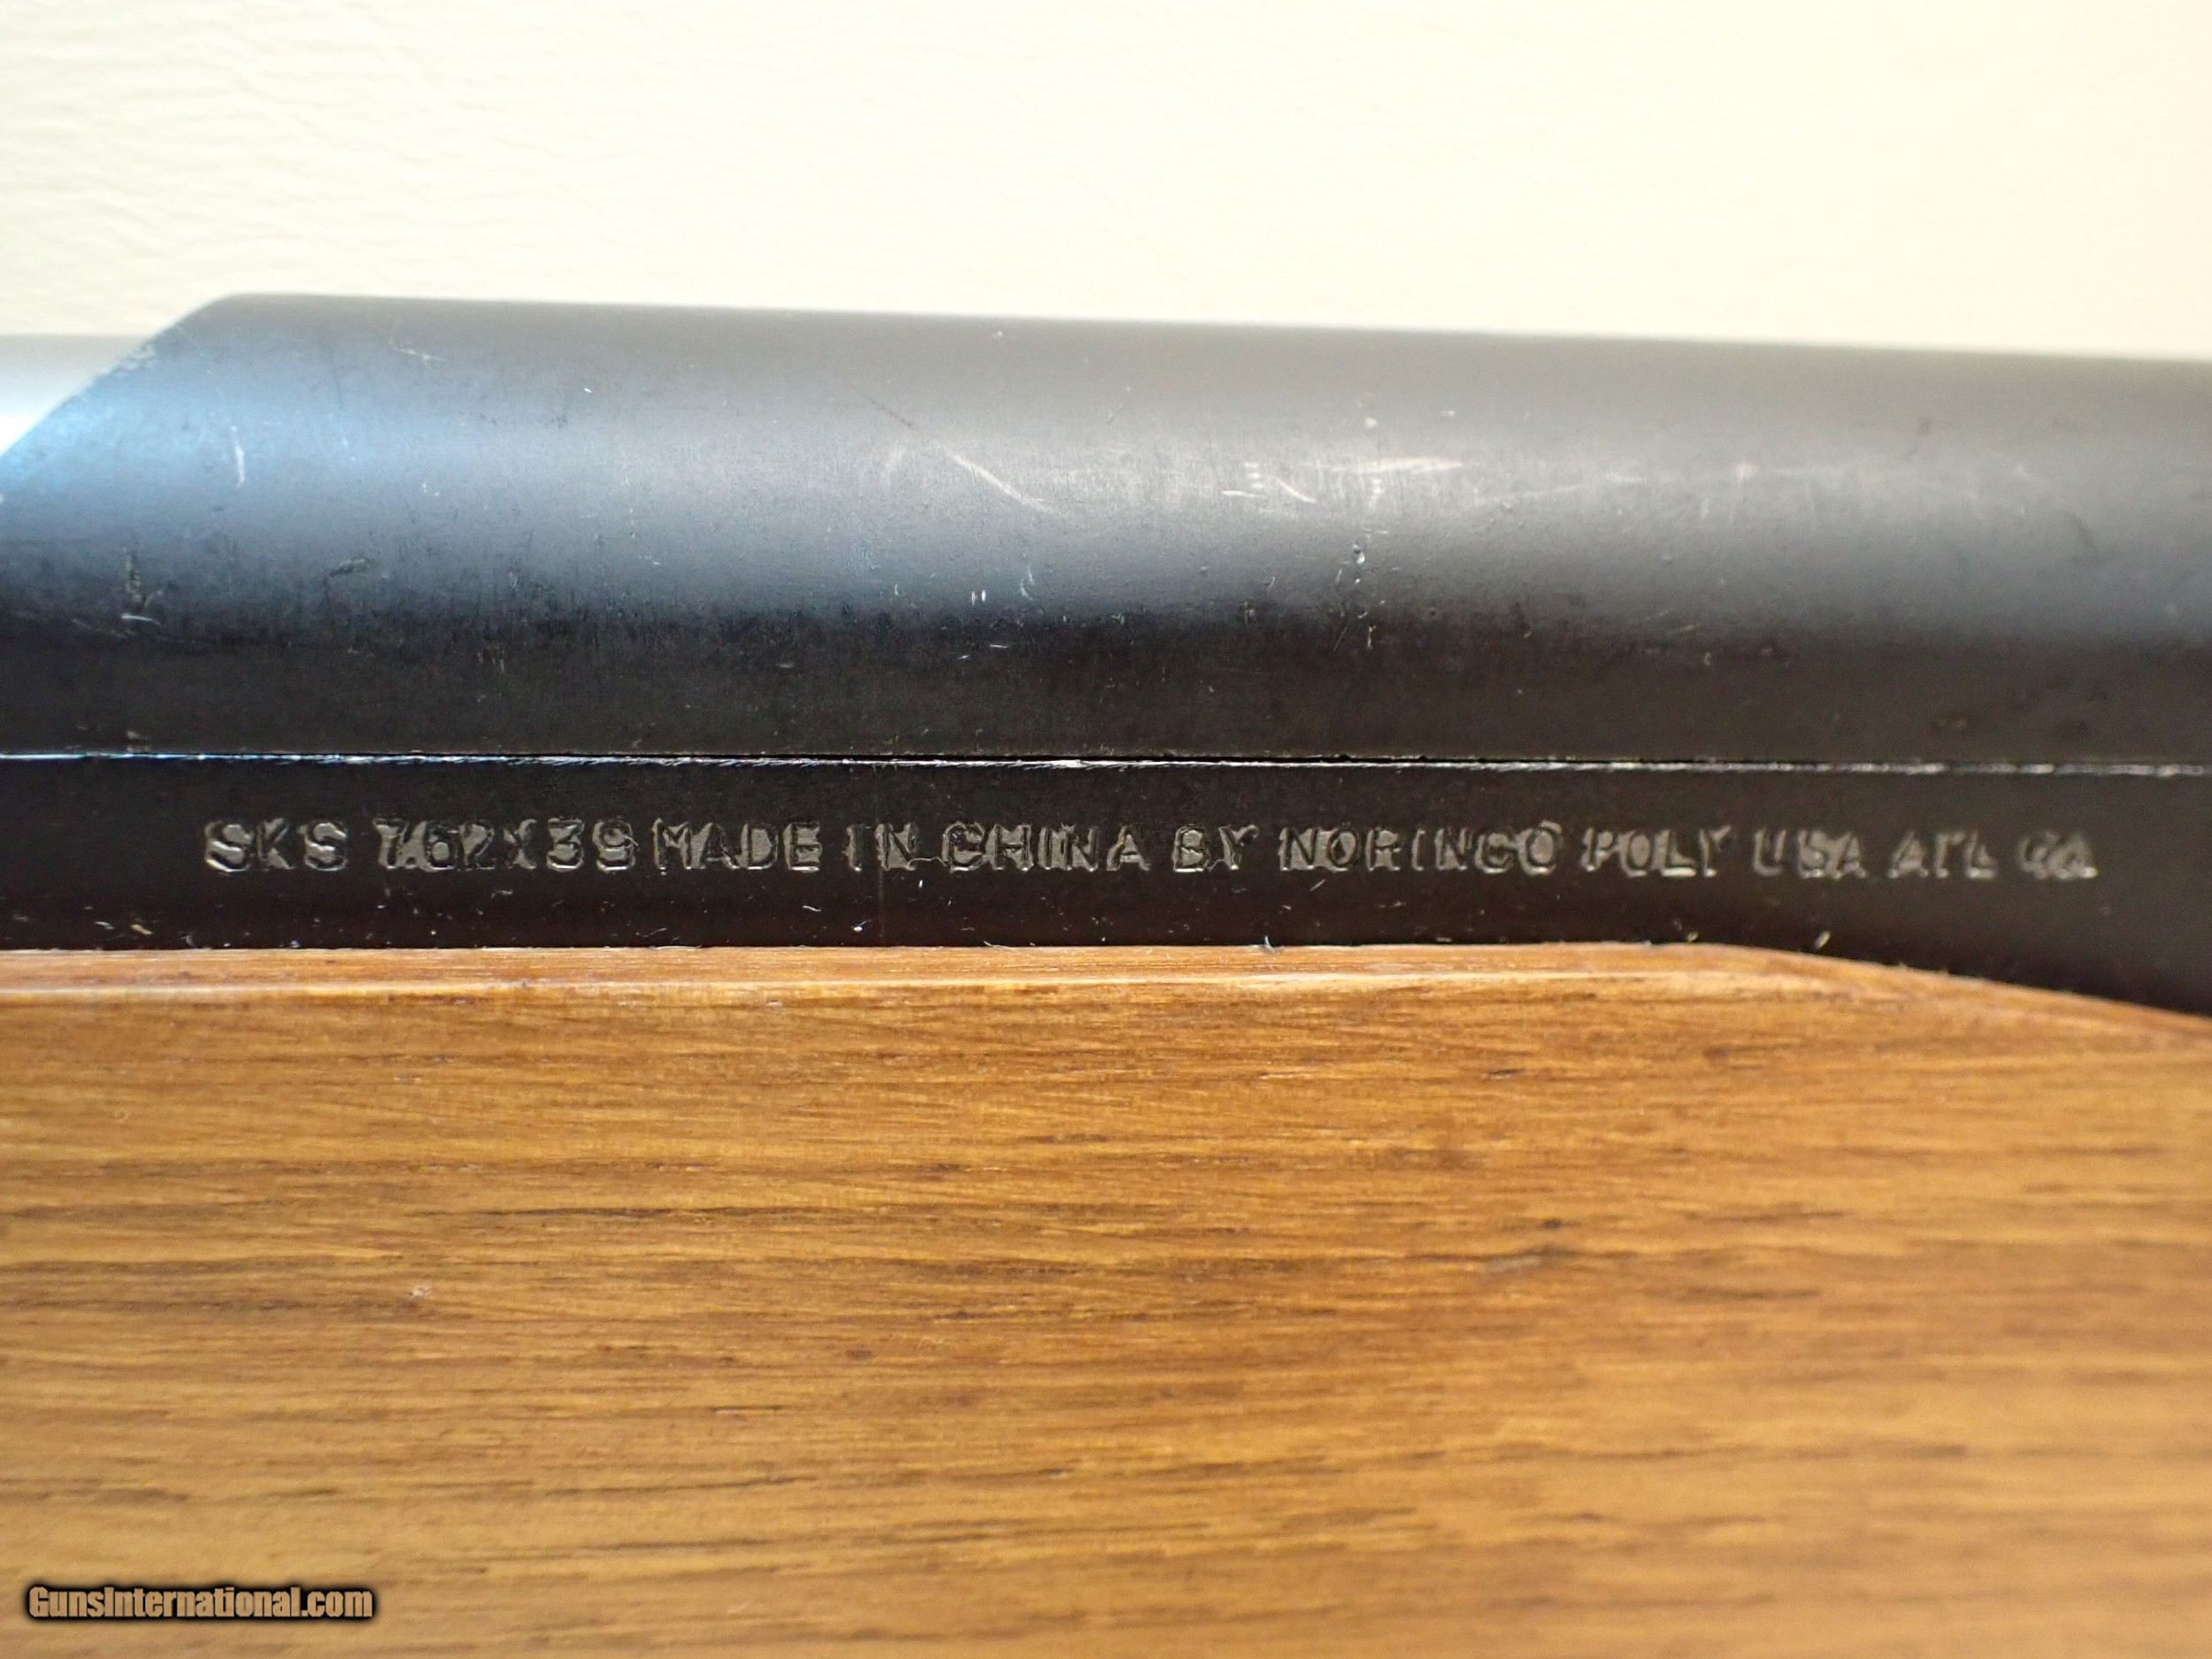 SKS 7.62X39 MADE IN CHINA BY NORINCO POLY USA ATL GA
GunsInternational.com